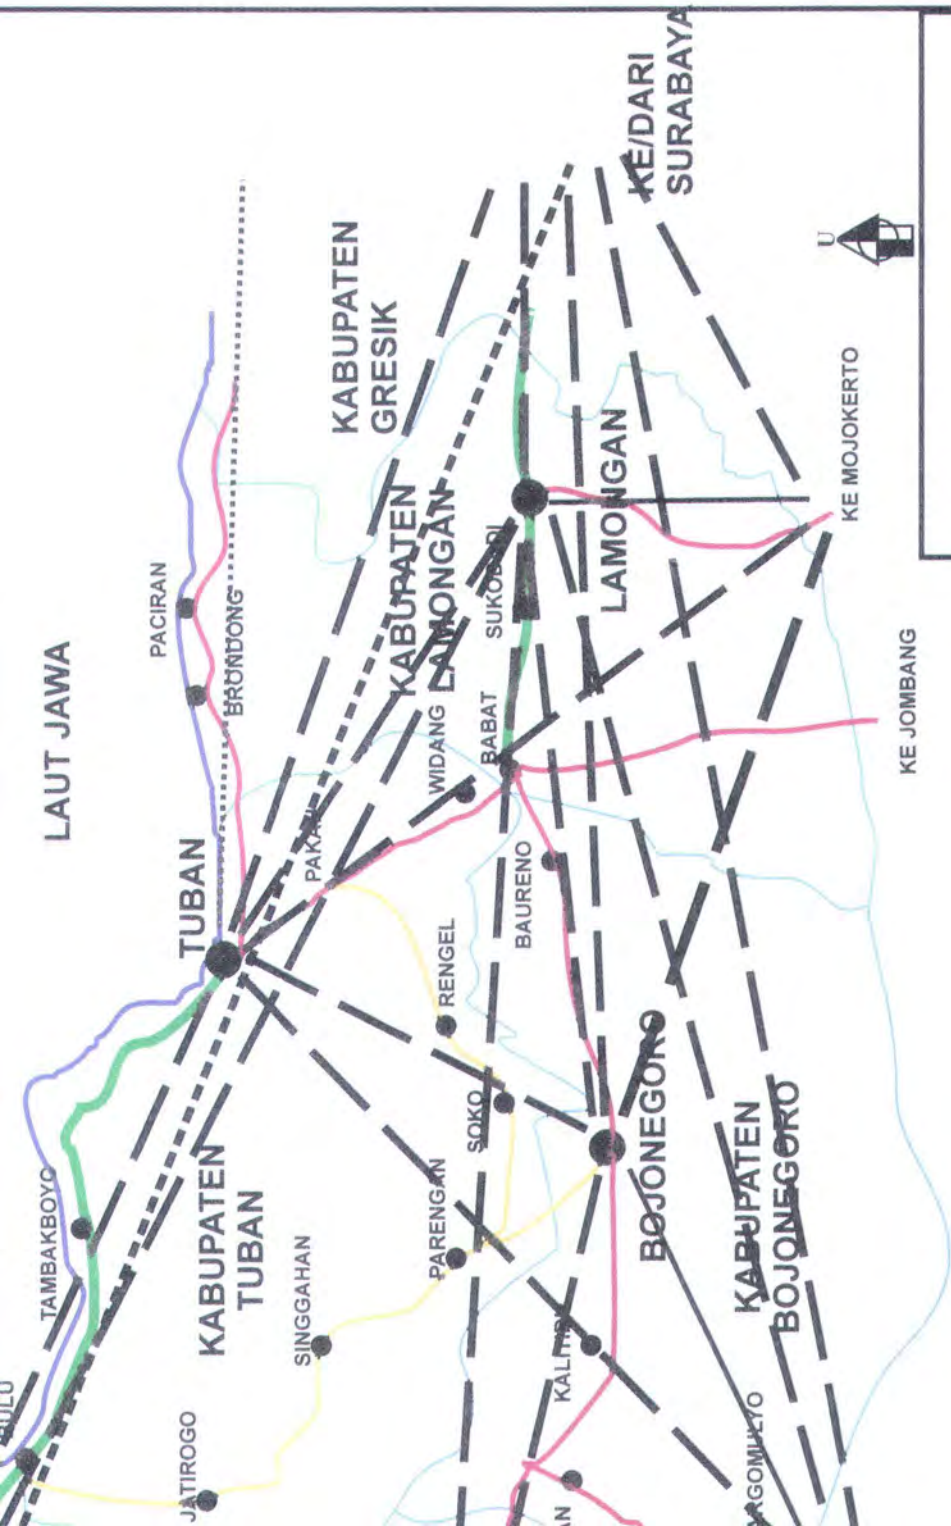 LAUT JAWA
PACIRAN
BRONDONG
TUBAN
KABUPATEN
GRESIK
KE/DARI
SURABAYA
KABUPATEN
LAMONGAN
SUKODADI
LAMONGAN
WIDANG
BABAT
BAURENO
RENGEL
SOKO
PARENGAN
SINGGAHAN
JATIROGO
TAMBAKBOYO
BULU
KABUPATEN
TUBAN
BOJONEGORO
KABUPATEN
BOJONEGORO
KE MOJOKERTO
KE JOMBANG
U